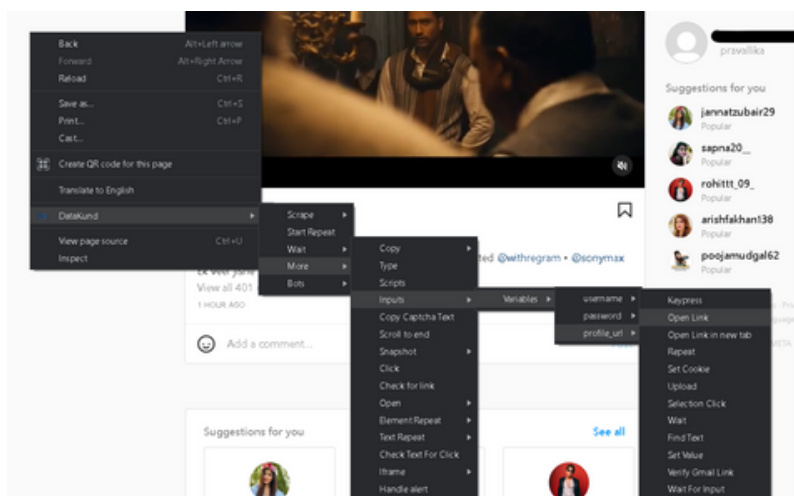 Back Alt+Left arrow
Forward Alt+Right Arrow
Reload Ctrl+R
Save as... Ctrl+S
Print... Ctrl+P
Cast...
Create QR code for this page
Translate to English
DataKund
View page source Ctrl+U
Inspect
Scrape
Start Repeat
Wait
More
Bots
Copy
Type
Scripts
Inputs
Copy Captcha Text
Scroll to end
Snapshot
Click
Check for link
Open
Element Repeat
Text Repeat
Check Text For Click
Iframe
Handle alert
Variables
username
password
profile_url
Keypress
Open Link
Open Link in new tab
Repeat
Set Cookie
Upload
Selection Click
Wait
Find Text
Set Value
Verify Gmail Link
Wait For Input
@withregram • @sonymax
View all 401
1 HOUR AGO
Add a comment...
Suggestions for you
See all
pravallika
Suggestions for you
jannatzubair29
Popular
sapna20__
Popular
rohittt_09_
Popular
arishfakhan138
Popular
poojamudgal62
Popular